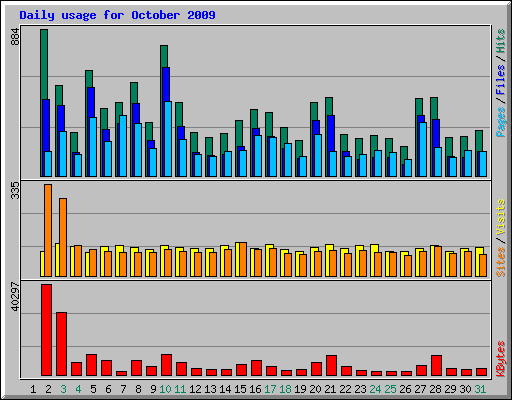 Daily usage for October 2009
884
Pages / Files / Hits
335
Sites / Visits
40297
KBytes
1 2 3 4 5 6 7 8 9 10 11 12 13 14 15 16 17 18 19 20 21 22 23 24 25 26 27 28 29 30 31